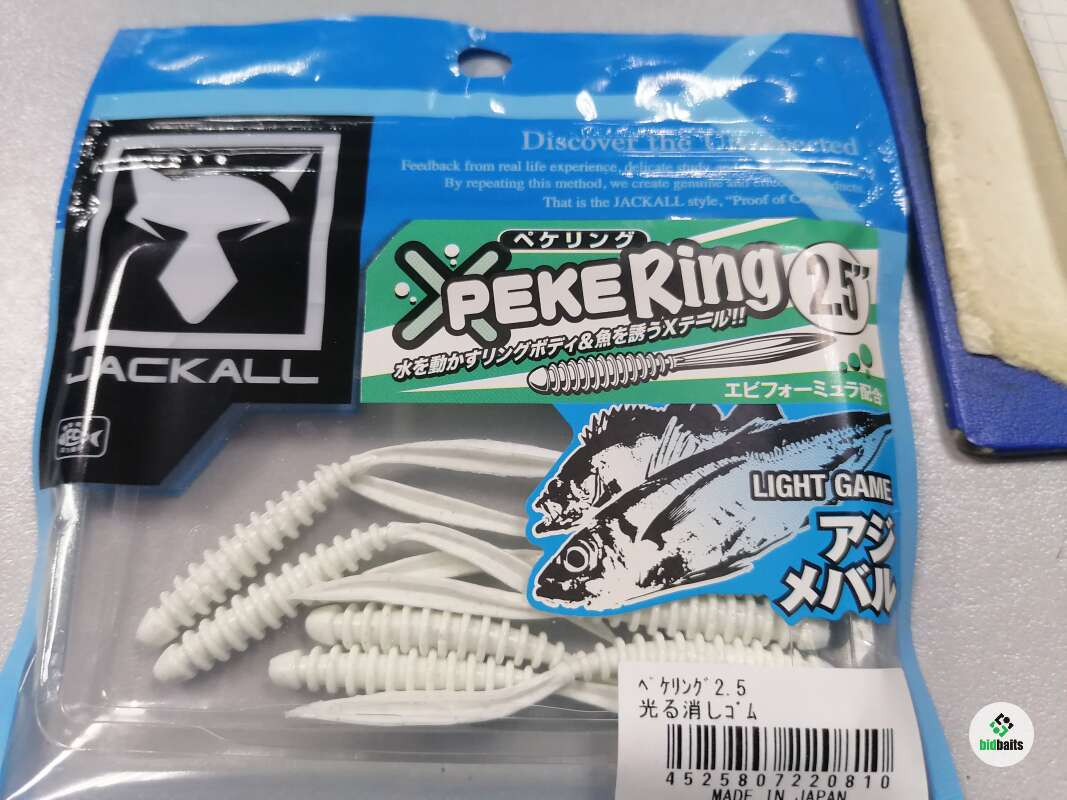 Discover the Unexpected
Feedback from real life experience, delicate
By repeating this method, we create genuine and
That is the JACKALL style, "Proof of
JACKALL
ペケリング
PEKE Ring 2.5"
水を動かすリングボディ&魚を誘うXテール!!
エビフォーミュラ配合
LIGHT GAME
アジ
メバル
ﾍﾟｹﾘﾝｸﾞ2.5
光る消しｺﾞﾑ
4525807220810
MADE IN JAPAN
bidbaits